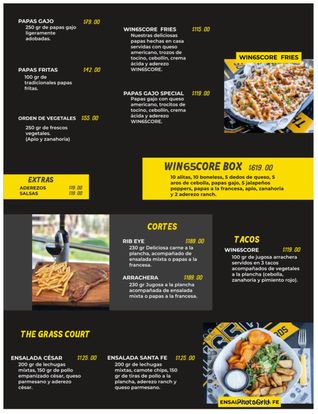 PAPAS GAJO $79.00
250 gr de papas gajo
ligeramente
adobadas.
PAPAS FRITAS $42.00
100 gr de
tradicionales papas
fritas.
ORDEN DE VEGETALES $55.00
250 gr de frescos
vegetales.
(Apio y zanahoria)
WIN65CORE FRIES $115.00
Nuestras deliciosas
papas hechas en casa
servidas con queso
americano, trozos de
tocino, cebollín, crema
ácida y aderezo
WIN65CORE.
PAPAS GAJO SPECIAL $119.00
Papas gajo con queso
americano, trocitos de
tocino, cebollín, crema
ácida y aderezo
WIN65CORE.
WIN65CORE FRIES
EXTRAS
ADEREZOS $19.00
SALSAS $19.00
WIN65CORE BOX $619.00
10 alitas, 10 boneless, 5 dedos de queso, 5
aros de cebolla, papas gajo, 5 jalapeños
poppers, papas a la francesa, apio, zanahoria
y 2 aderezo ranch.
CORTES
RIB EYE $189.00
230 gr Deliciosa carne a la
plancha, acompañado de
ensalada mixta o papas a la
francesa.
ARRACHERA $189.00
230 gr Jugosa a la plancha
acompañada de ensalada
mixta o papas a la francesa.
TACOS
WIN65CORE $119.00
100 gr de jugosa arrachera
servidos en 3 tacos
acompañados de vegetales
a la plancha (cebolla,
zanahoria y pimiento rojo).
THE GRASS COURT
ENSALADA CÉSAR $125.00
200 gr de lechugas
mixtas, 150 gr de pollo
empanizado césar, queso
parmesano y aderezo
césar.
ENSALADA SANTA FE $125.00
200 gr de lechugas
mixtas, camote chips, 150
gr de tiras de pollo a la
plancha, aderezo ranch y
queso parmesano.
PhotoGrid